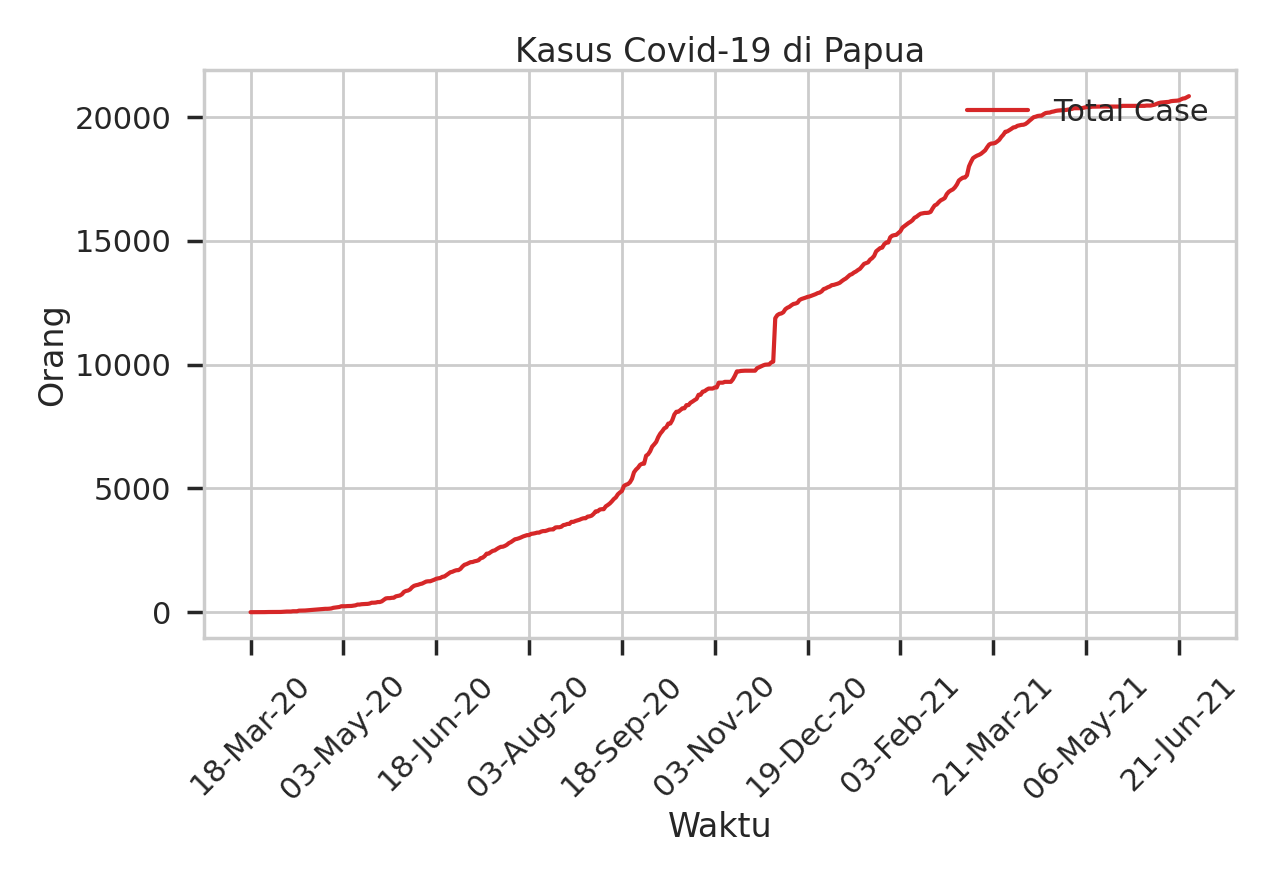 Kasus Covid-19 di Papua
Total Case
Orang
20000
15000
10000
5000
0
18-Mar-20
03-May-20
18-Jun-20
03-Aug-20
18-Sep-20
03-Nov-20
19-Dec-20
03-Feb-21
21-Mar-21
06-May-21
21-Jun-21
Waktu